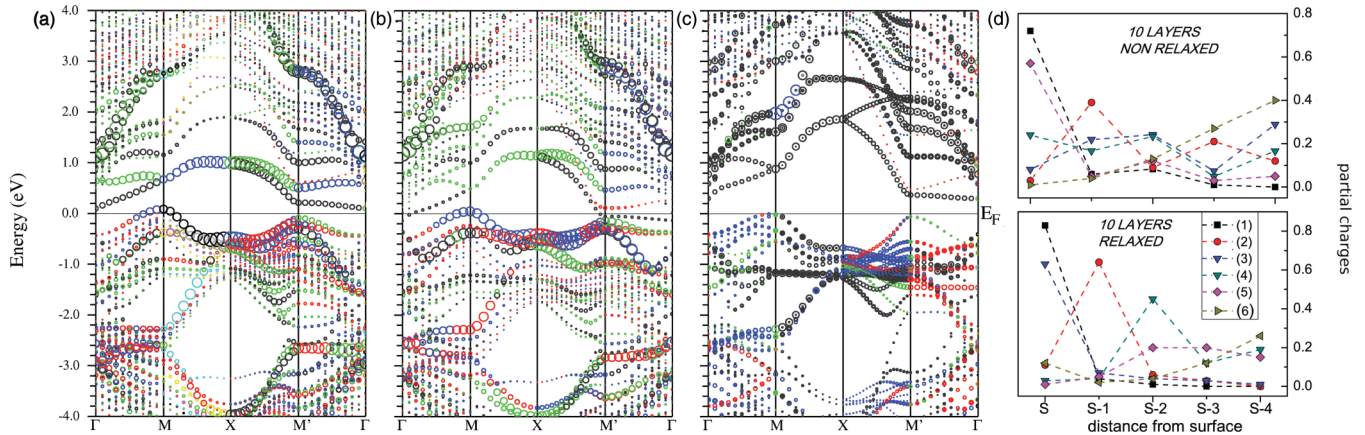 (a)
(b)
(c)
(d)
Energy (eV)
4.0
3.0
2.0
1.0
0.0
-1.0
-2.0
-3.0
-4.0
Γ M X M' Γ
Γ M X M' Γ
Γ M X M' Γ
E_F
10 LAYERS
NON RELAXED
0.8
0.6
0.4
0.2
0.0
partial charges
10 LAYERS
RELAXED
(1)
(2)
(3)
(4)
(5)
(6)
0.8
0.6
0.4
0.2
0.0
S S-1 S-2 S-3 S-4
distance from surface